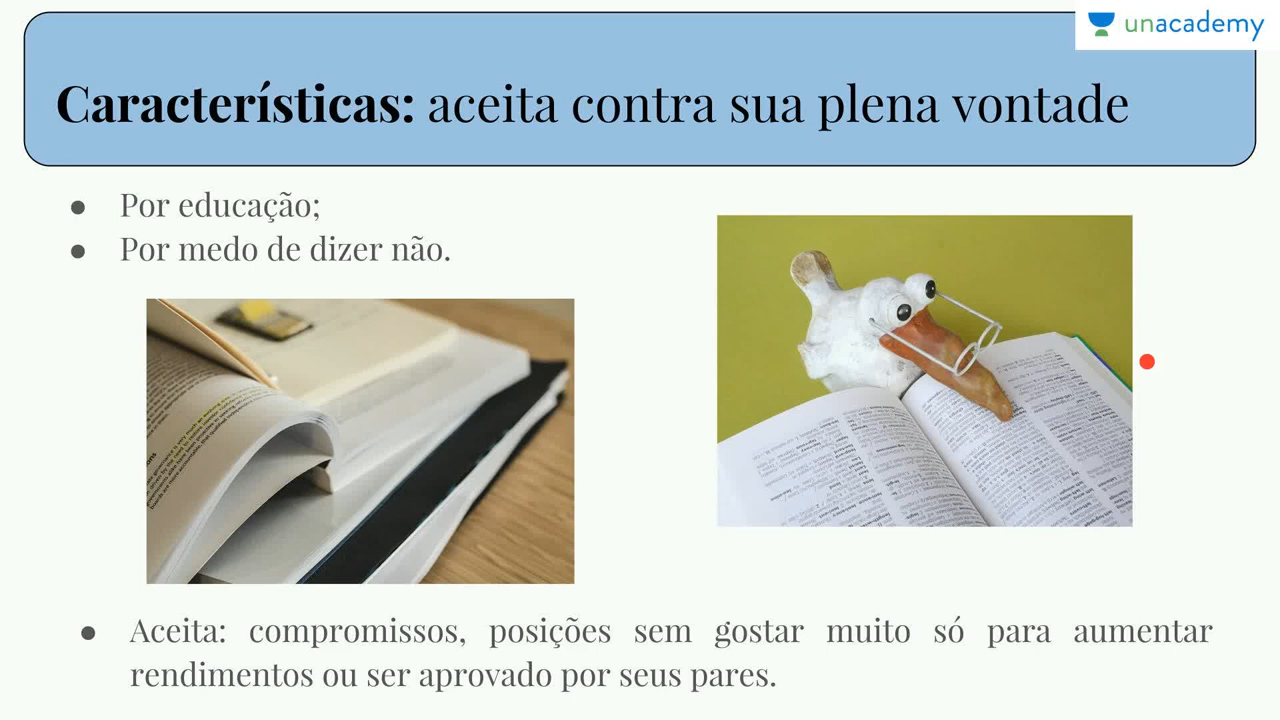 unacademy
Características: aceita contra sua plena vontade
● Por educação;
● Por medo de dizer não.
● Aceita: compromissos, posições sem gostar muito só para aumentar
rendimentos ou ser aprovado por seus pares.